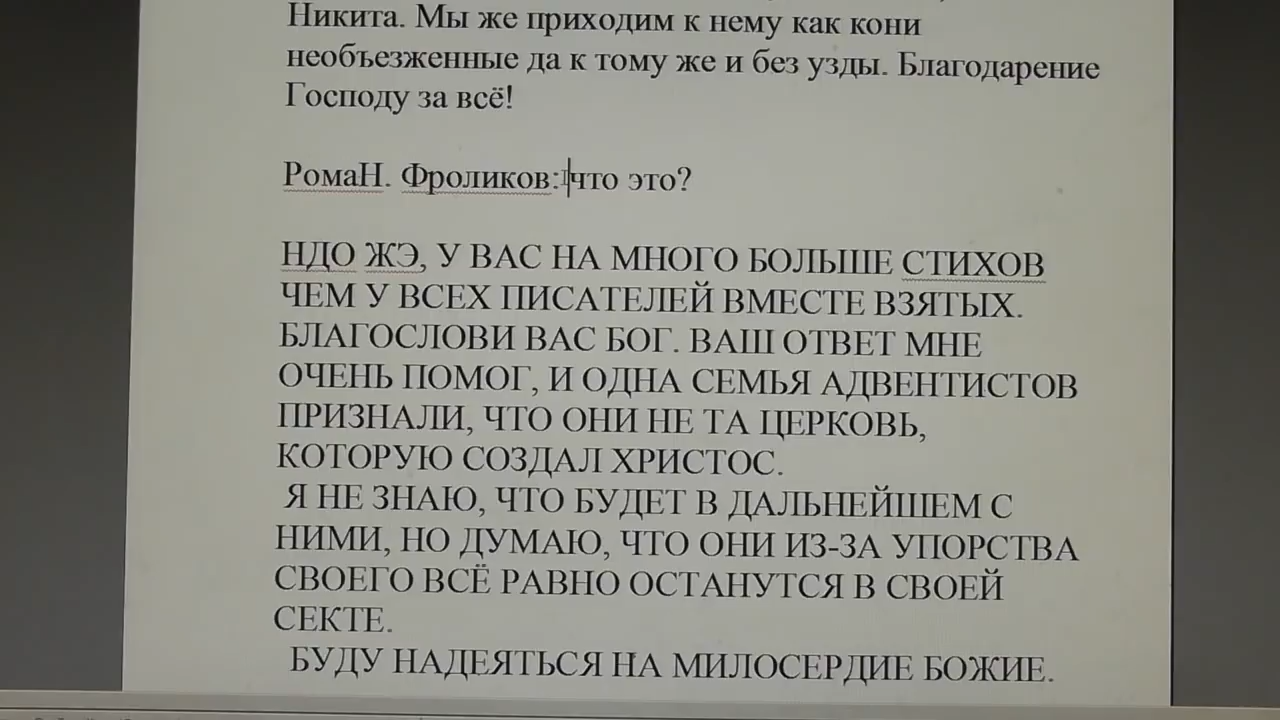 Никита. Мы же приходим к нему как кони
необъезженные да к тому же и без узды. Благодарение
Господу за всё!
РомаН. Фроликов: что это?
НДО ЖЭ, У ВАС НА МНОГО БОЛЬШЕ СТИХОВ
ЧЕМ У ВСЕХ ПИСАТЕЛЕЙ ВМЕСТЕ ВЗЯТЫХ.
БЛАГОСЛОВИ ВАС БОГ. ВАШ ОТВЕТ МНЕ
ОЧЕНЬ ПОМОГ, И ОДНА СЕМЬЯ АДВЕНТИСТОВ
ПРИЗНАЛИ, ЧТО ОНИ НЕ ТА ЦЕРКОВЬ,
КОТОРУЮ СОЗДАЛ ХРИСТОС.
Я НЕ ЗНАЮ, ЧТО БУДЕТ В ДАЛЬНЕЙШЕМ С
НИМИ, НО ДУМАЮ, ЧТО ОНИ ИЗ-ЗА УПОРСТВА
СВОЕГО ВСЁ РАВНО ОСТАНУТСЯ В СВОЕЙ
СЕКТЕ.
БУДУ НАДЕЯТЬСЯ НА МИЛОСЕРДИЕ БОЖИЕ.